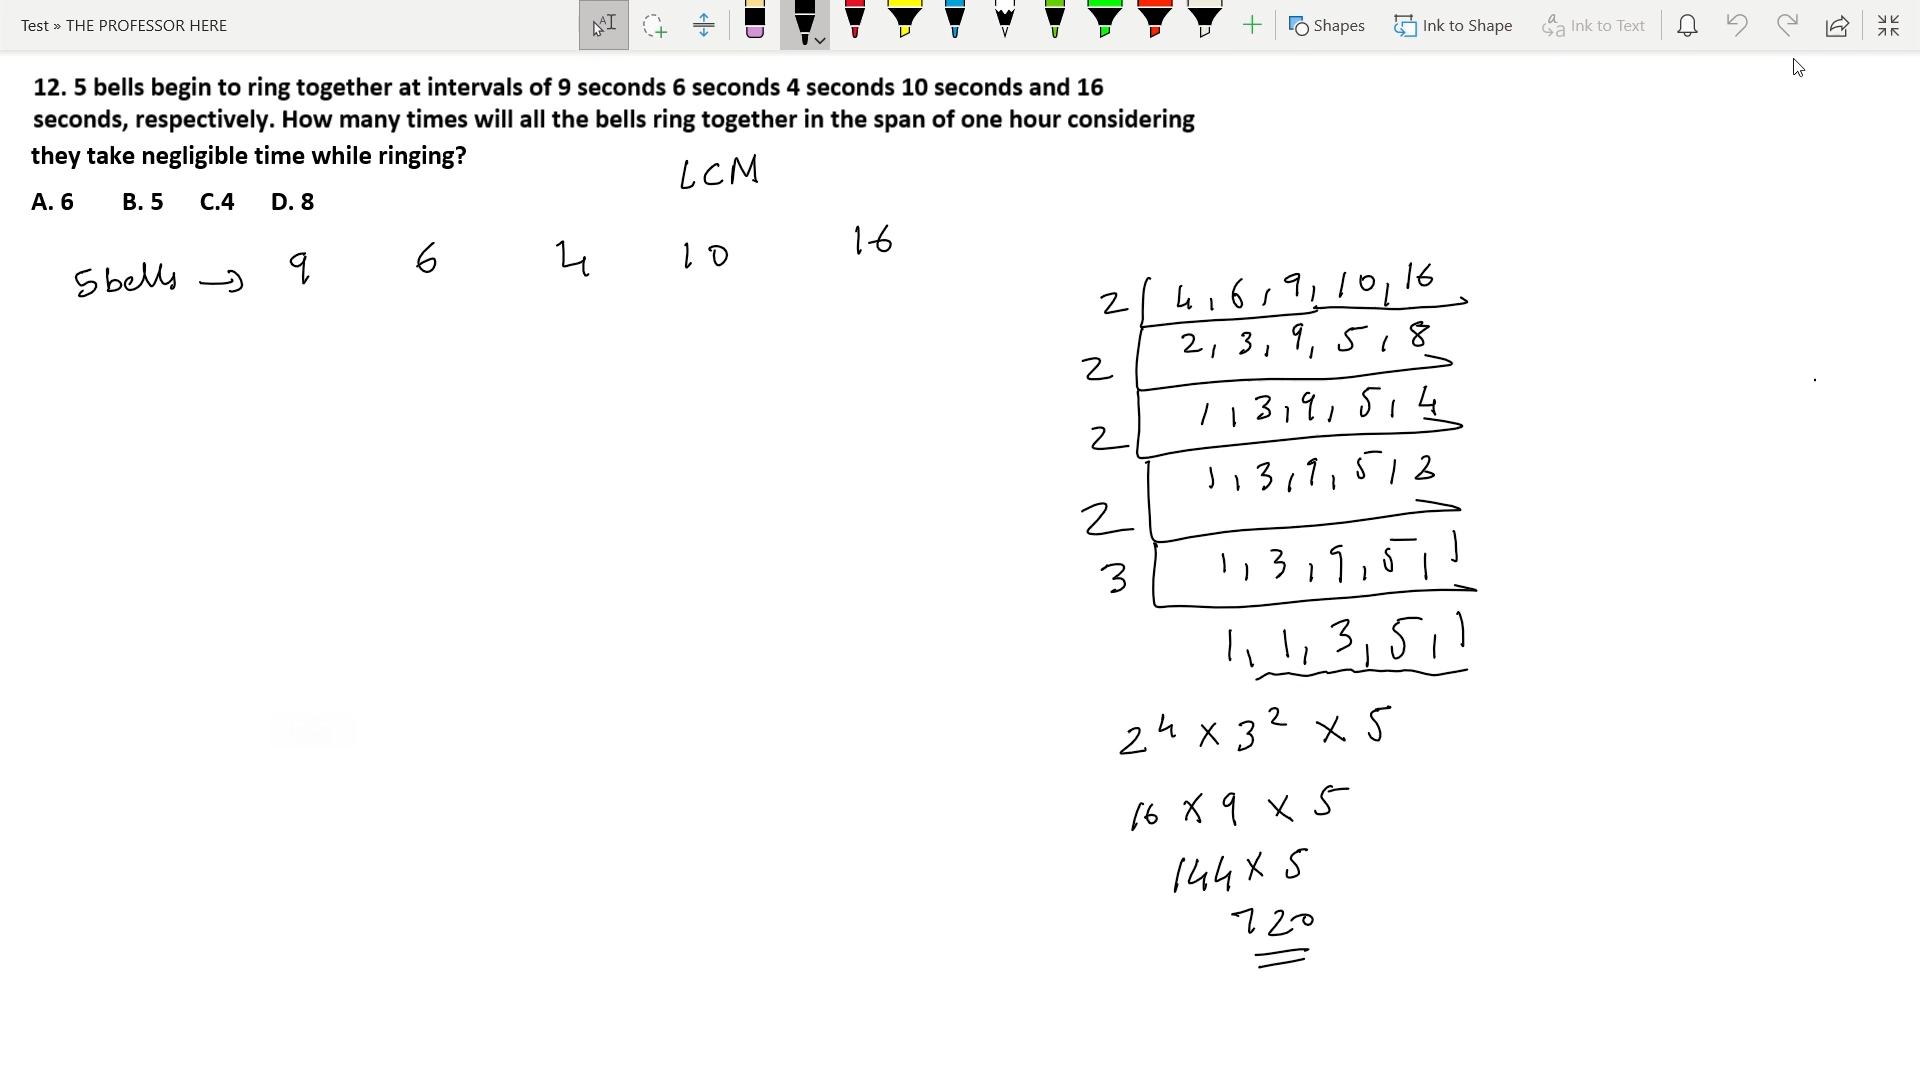 Test » THE PROFESSOR HERE
Shapes
Ink to Shape
Ink to Text
12. 5 bells begin to ring together at intervals of 9 seconds 6 seconds 4 seconds 10 seconds and 16
seconds, respectively. How many times will all the bells ring together in the span of one hour considering
they take negligible time while ringing?
LCM
A. 6 B. 5 C.4 D. 8
5 bells → 9 6 4 10 16
2 4, 6, 9, 10, 16
2 2, 3, 9, 5, 8
2 1, 3, 9, 5, 4
2 1, 3, 9, 5, 2
3 1, 3, 9, 5, 1
1, 1, 3, 5, 1
2⁴ × 3² × 5
16 × 9 × 5
144 × 5
720